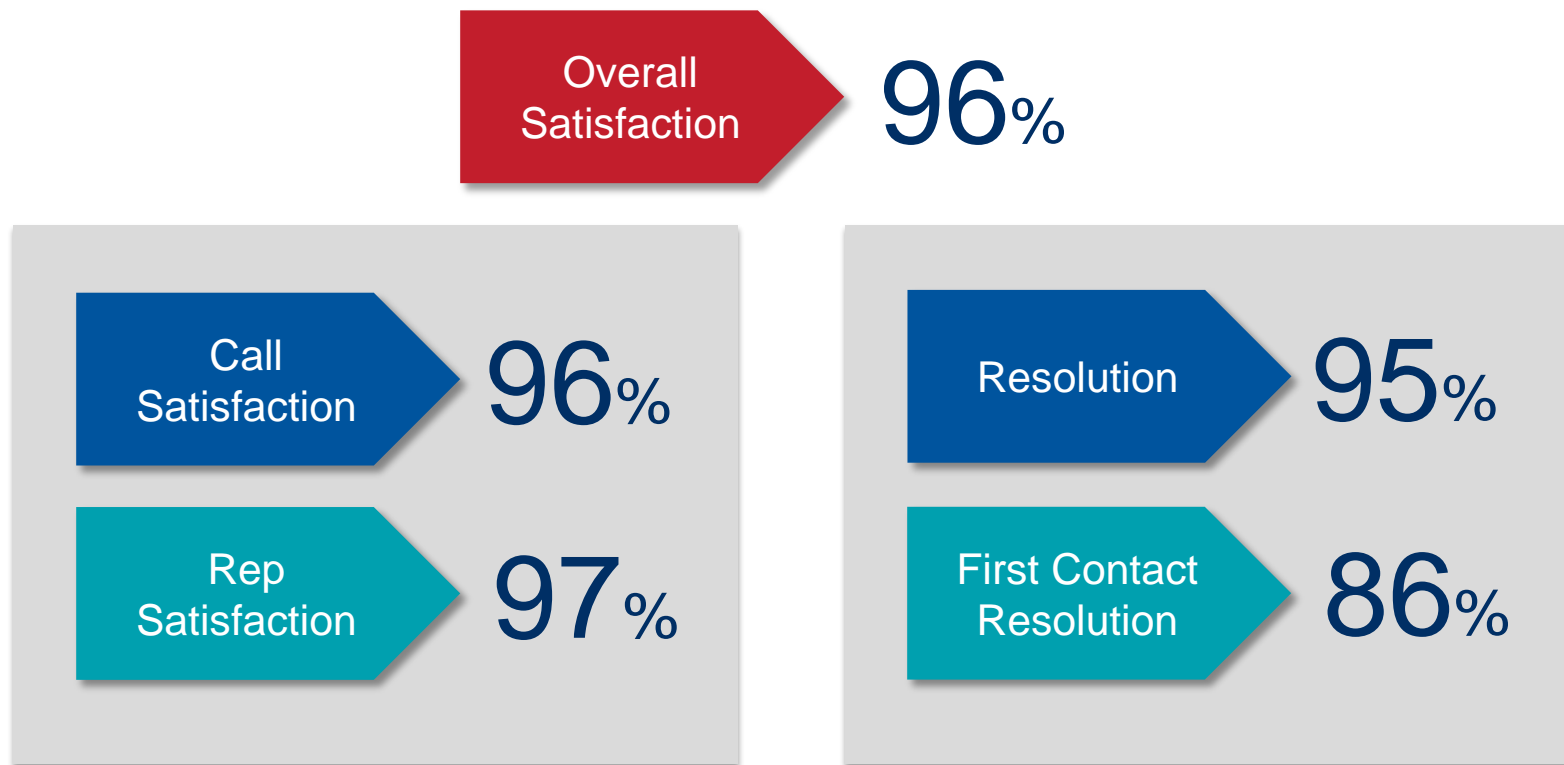 Overall
Satisfaction
96%
Call
Satisfaction
96%
Rep
Satisfaction
97%
Resolution
95%
First Contact
Resolution
86%